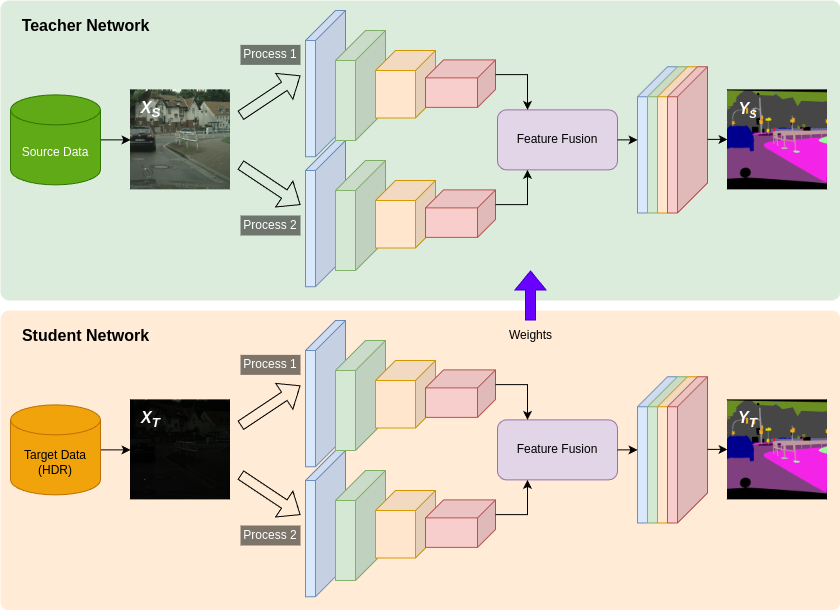 Teacher Network
Process 1
Source Data
X_S
Feature Fusion
Y_S
Process 2
Weights
Student Network
Process 1
Target Data
(HDR)
X_T
Feature Fusion
Y_T
Process 2